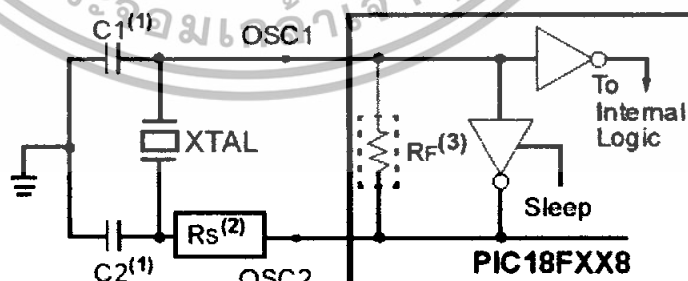 C1(1)
OSC1
To
Internal
Logic
XTAL
RF(3)
Sleep
C2(1)
RS(2)
OSC2
PIC18FXX8